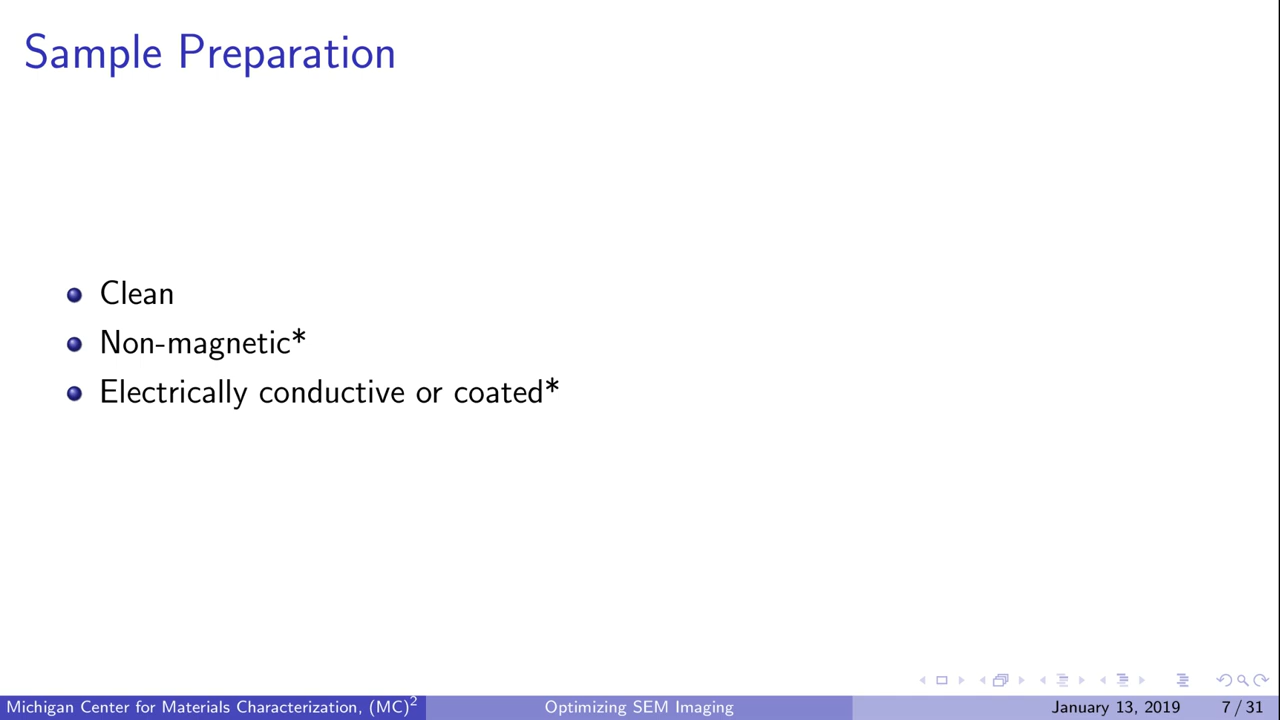 Sample Preparation
Clean
Non-magnetic*
Electrically conductive or coated*
Michigan Center for Materials Characterization, (MC)² Optimizing SEM Imaging January 13, 2019 7 / 31